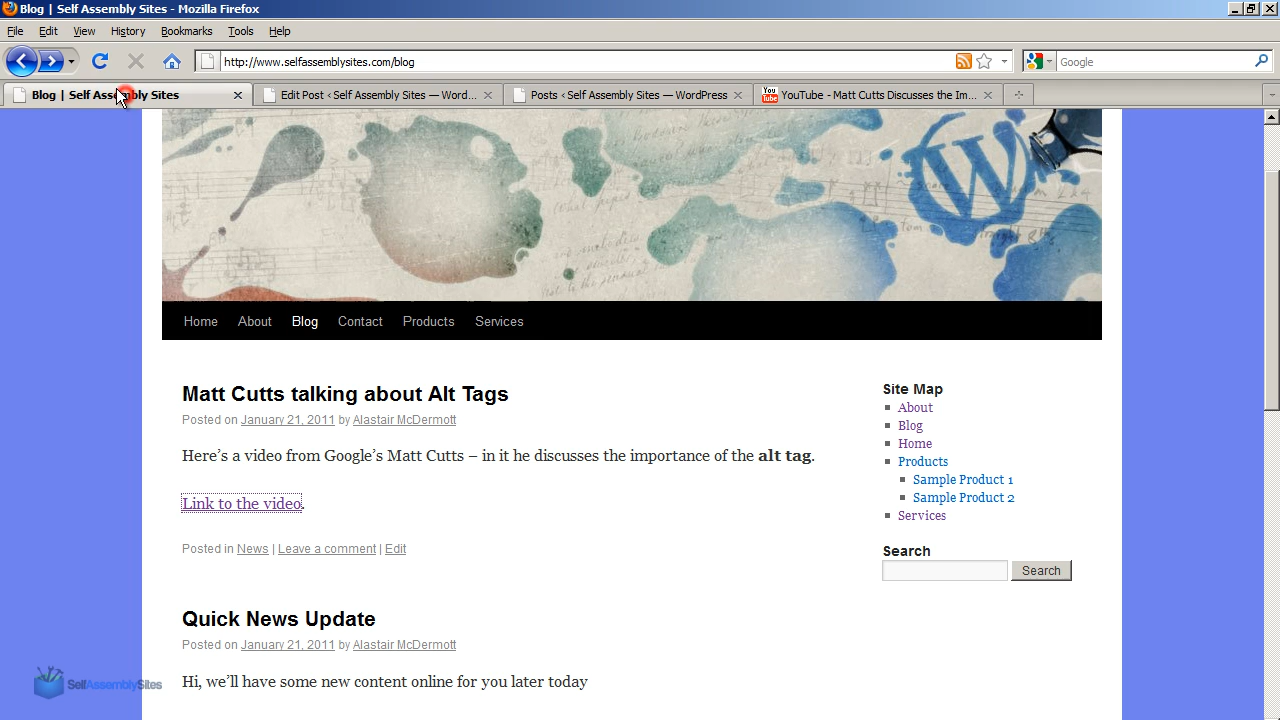 Blog | Self Assembly Sites - Mozilla Firefox
File Edit View History Bookmarks Tools Help
http://www.selfassemblysites.com/blog
Google
Blog | Self Assembly Sites
Edit Post ‹ Self Assembly Sites — Word...
Posts ‹ Self Assembly Sites — WordPress
You Tube
YouTube - Matt Cutts Discusses the Im...
W
Home About Blog Contact Products Services
Matt Cutts talking about Alt Tags
Posted on January 21, 2011 by Alastair McDermott
Here's a video from Google's Matt Cutts – in it he discusses the importance of the alt tag.
Link to the video.
Posted in News | Leave a comment | Edit
Quick News Update
Posted on January 21, 2011 by Alastair McDermott
Hi, we'll have some new content online for you later today
Site Map
About
Blog
Home
Products
Sample Product 1
Sample Product 2
Services
Search
Search
SelfAssemblySites